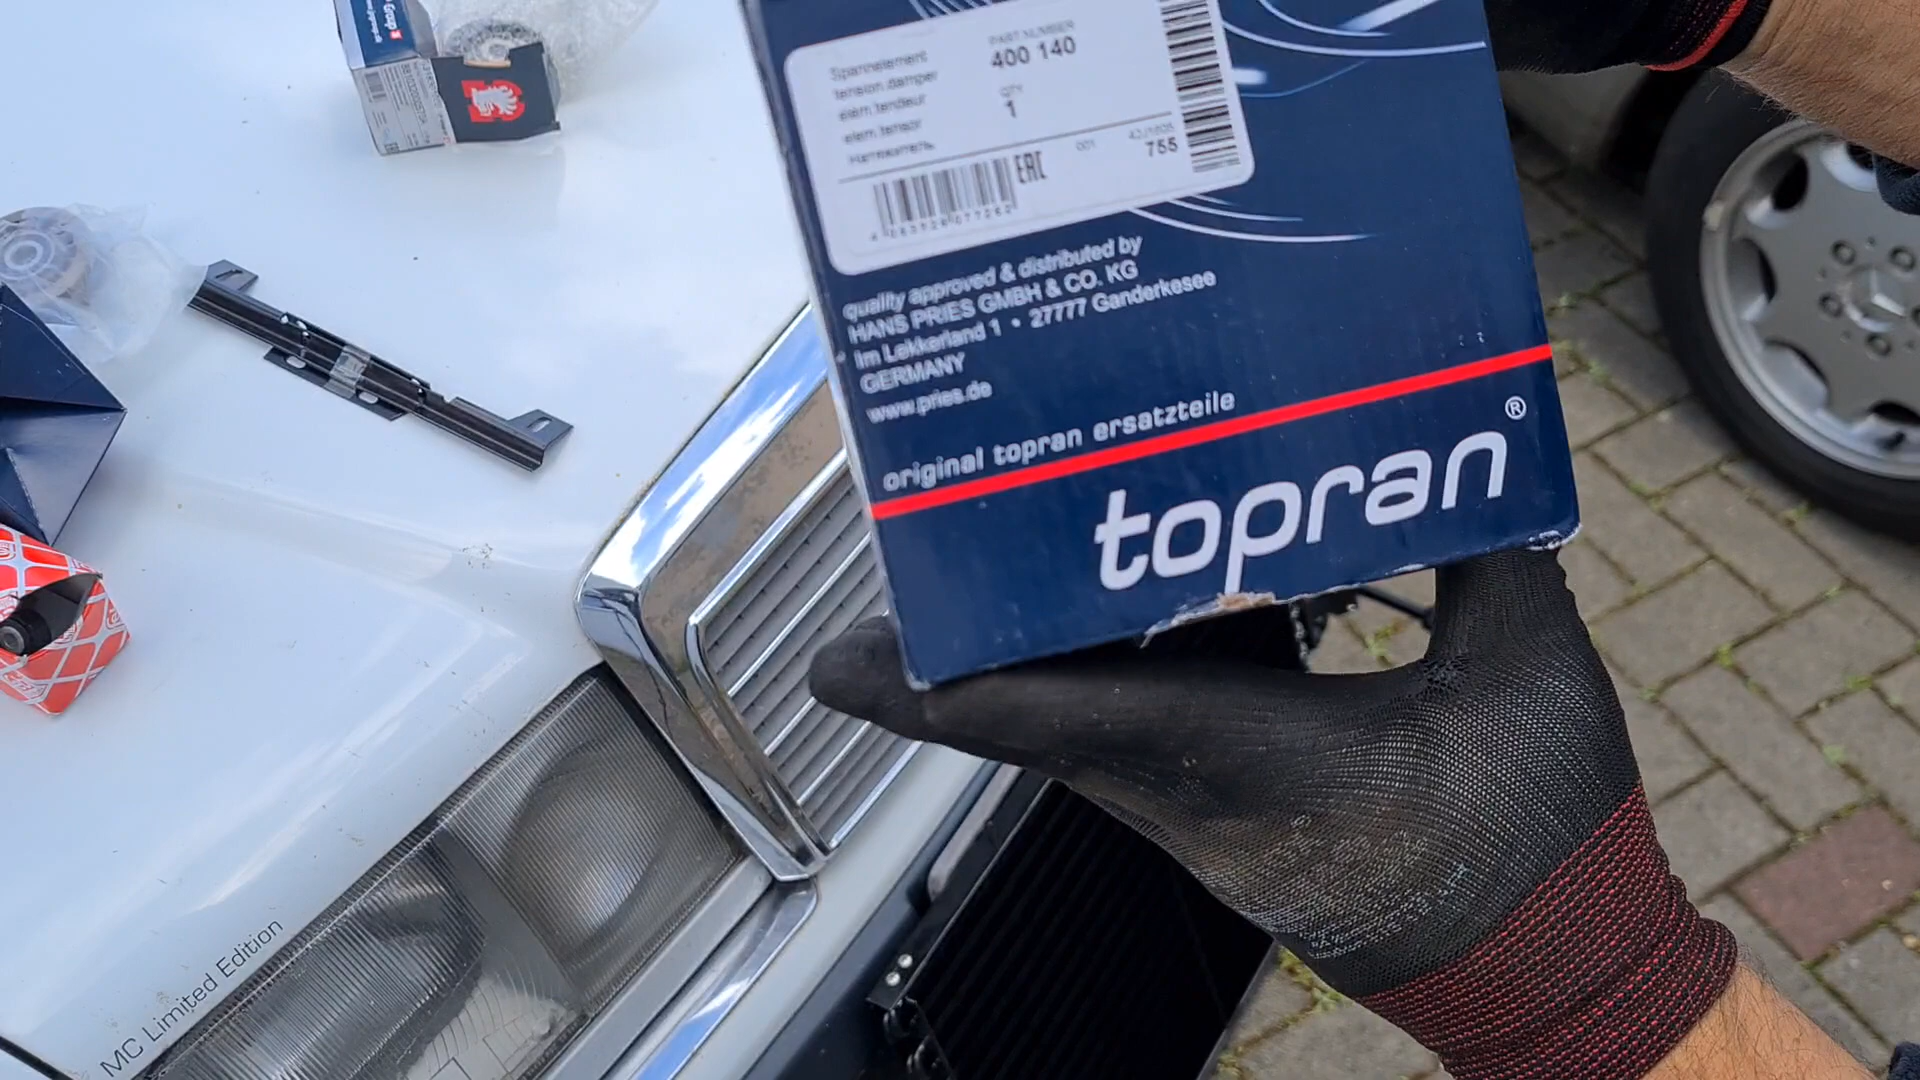 Spannelement
tension damper
elem.tendeur
elem.tensor
натяжитель
PART NUMBER
400 140
QTY
1
EAC
001
755
quality approved & distributed by
HANS PRIES GMBH & CO. KG
Im Lekkerland 1 • 27777 Ganderkesee
GERMANY
www.pries.de
original topran ersatzteile
topran®
MC Limited Edition